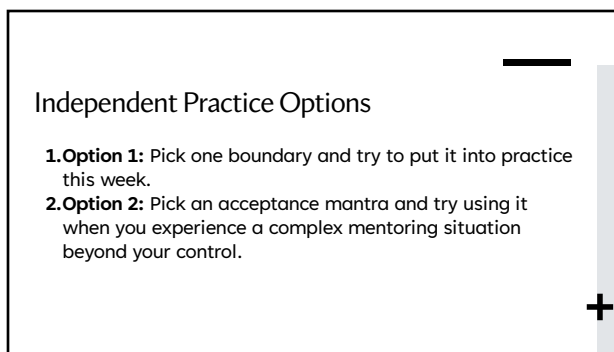 Independent Practice Options
1.Option 1: Pick one boundary and try to put it into practice
this week.
2.Option 2: Pick an acceptance mantra and try using it
when you experience a complex mentoring situation
beyond your control.